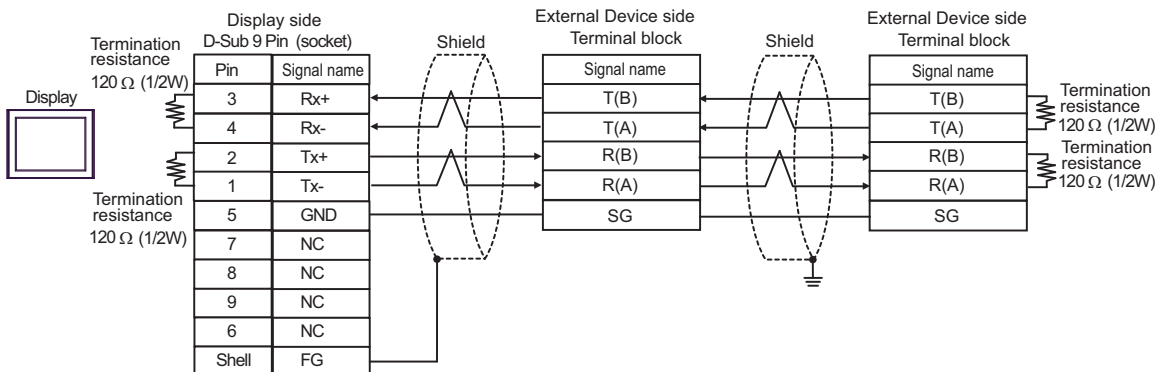 Display side
D-Sub 9 Pin (socket)
External Device side
Terminal block
External Device side
Terminal block
Termination
resistance
120 Ω (1/2W)
Shield
Shield
Display
Pin Signal name
3 Rx+
4 Rx-
2 Tx+
1 Tx-
5 GND
7 NC
8 NC
9 NC
6 NC
Shell FG
Termination
resistance
120 Ω (1/2W)
Signal name
T(B)
T(A)
R(B)
R(A)
SG
Signal name
T(B)
T(A)
R(B)
R(A)
SG
Termination
resistance
120 Ω (1/2W)
Termination
resistance
120 Ω (1/2W)